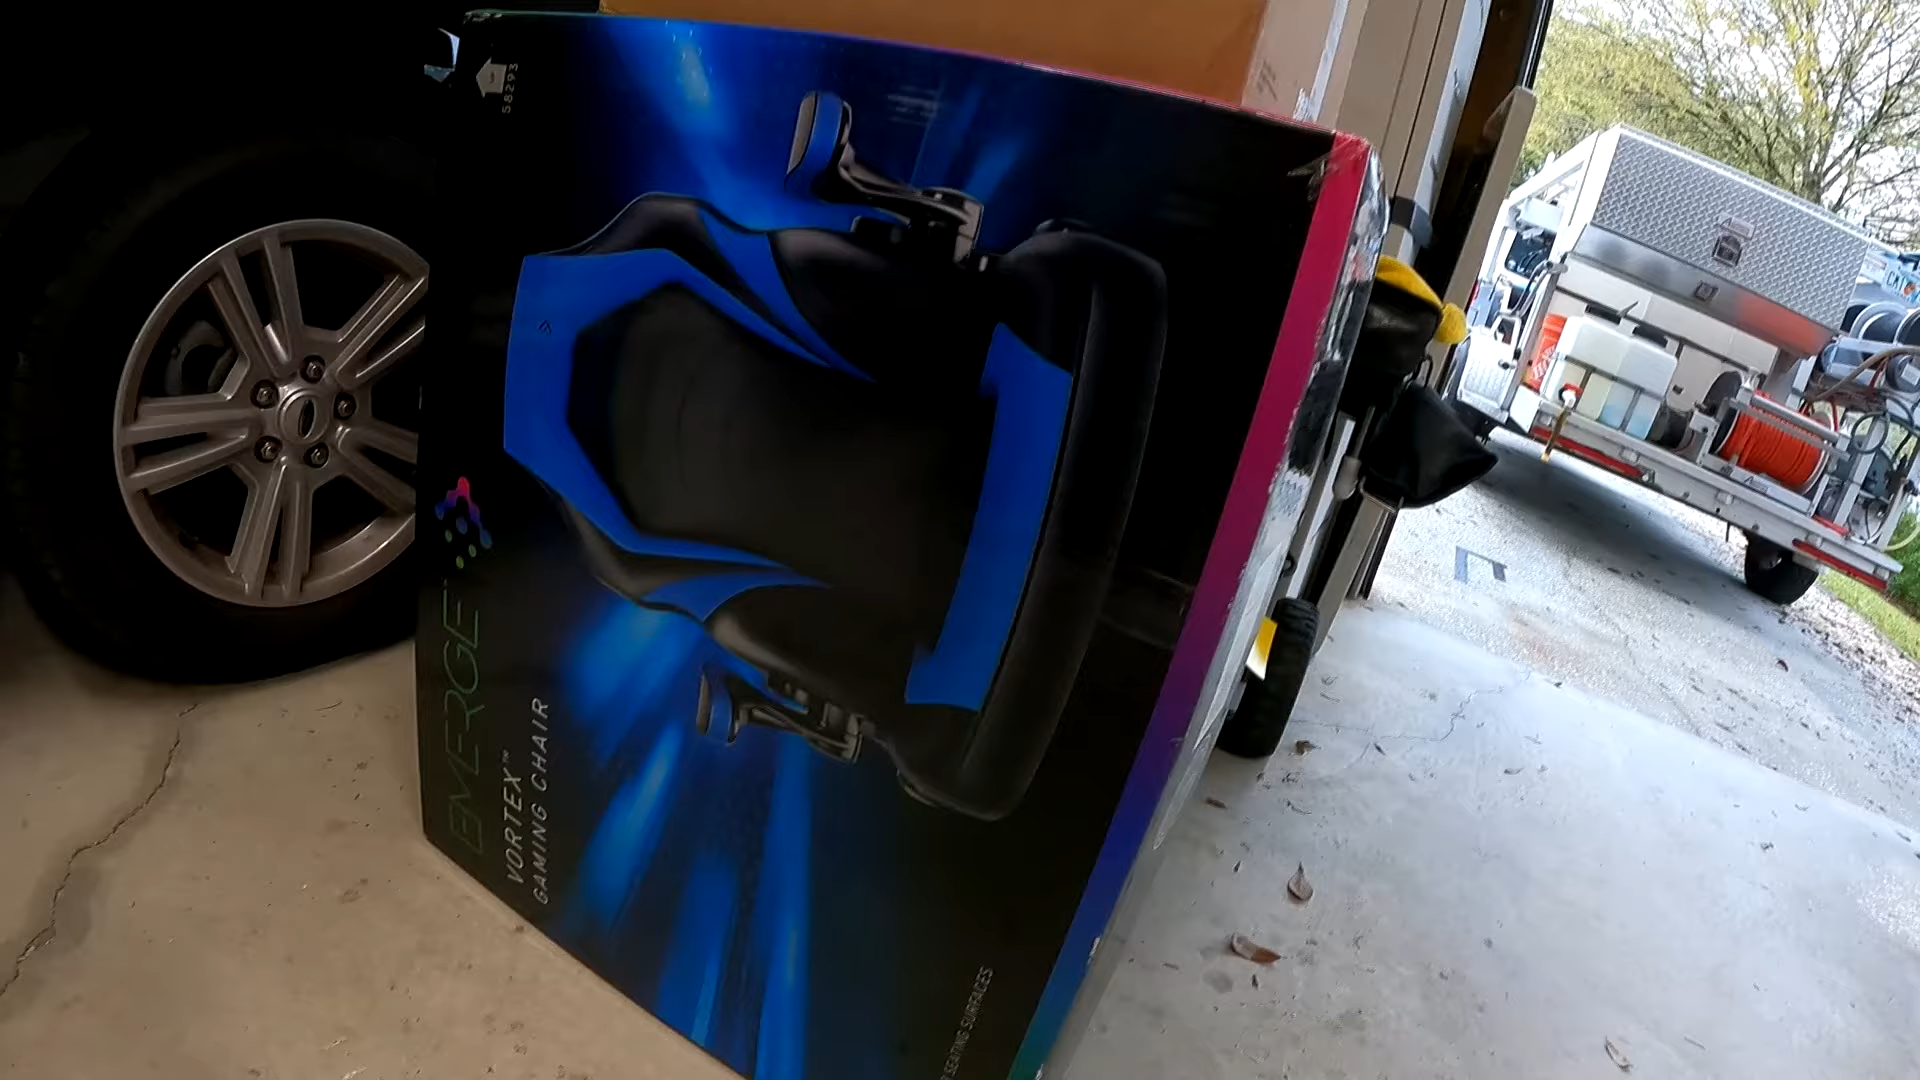 58293
EMERGE
VORTEX™
GAMING CHAIR
SEATING SURFACES